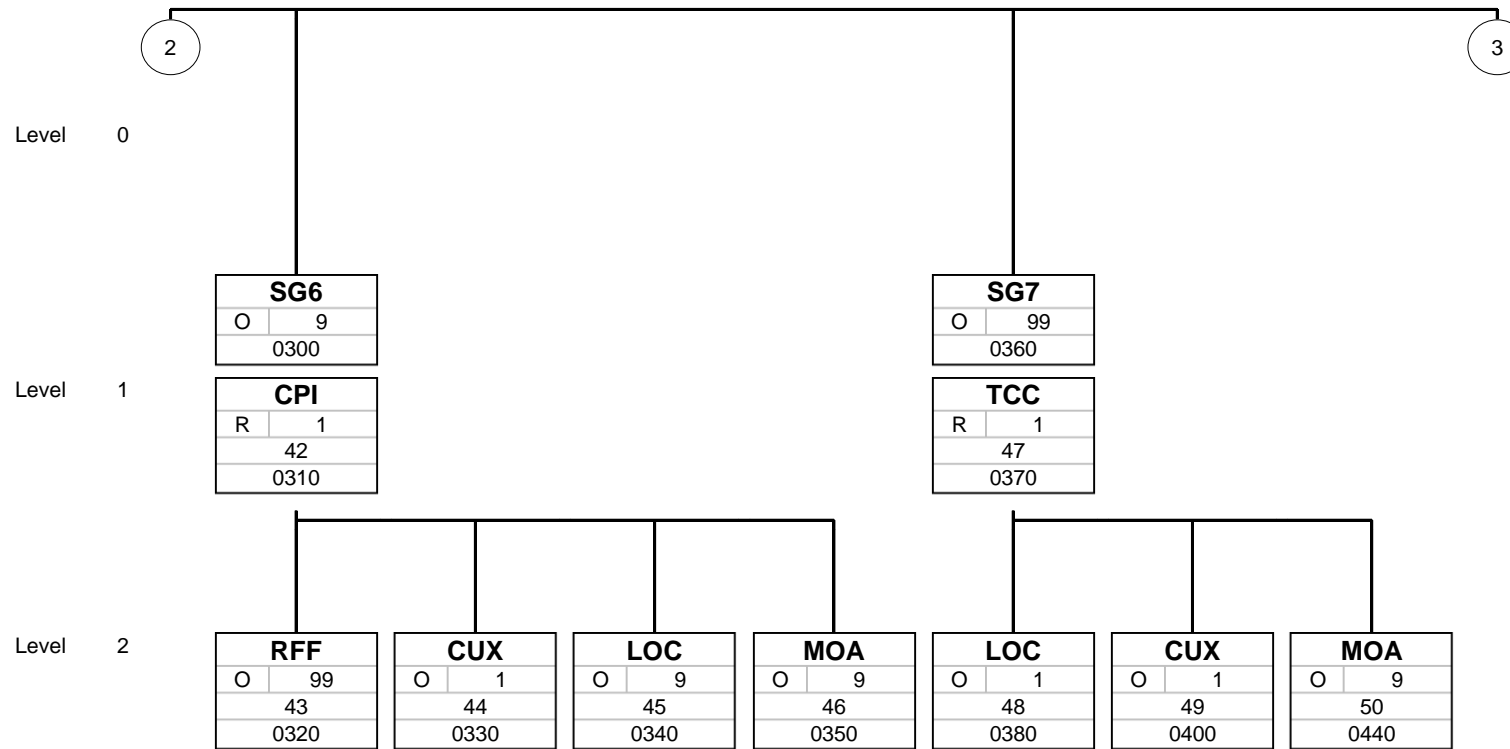 2 3
Level 0
SG6 SG7
O 9 O 99
0300 0360
Level 1
CPI TCC
R 1 R 1
42 47
0310 0370
Level 2
RFF CUX LOC MOA LOC CUX MOA
O 99 O 1 O 9 O 9 O 1 O 1 O 9
43 44 45 46 48 49 50
0320 0330 0340 0350 0380 0400 0440